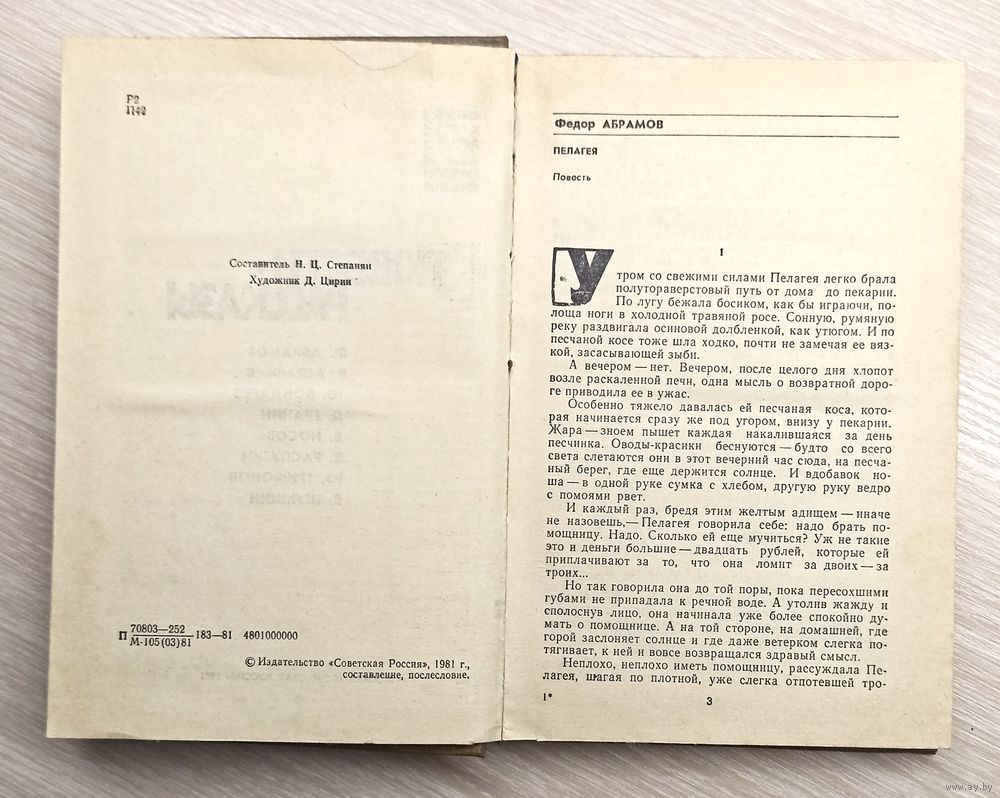 Р2
П42
Составитель Н. Ц. Степанян
Художник Д. Цирин
П 70803—252 183—81 4801000000
М-105(03)81
© Издательство «Советская Россия», 1981 г.,
составление, послесловие.
Федор АБРАМОВ
ПЕЛАГЕЯ
Повесть
1
Утром со свежими силами Пелагея легко брала
полутораверстовый путь от дома до пекарни.
По лугу бежала босиком, как бы играючи, по-
лоща ноги в холодной травяной росе. Сонную, румяную
реку раздвигала осиновой долбленкой, как утюгом. И по
песчаной косе тоже шла ходко, почти не замечая ее вяз-
кой, засасывающей зыби.
А вечером — нет. Вечером, после целого дня хлопот
возле раскаленной печи, одна мысль о возвратной доро-
ге приводила ее в ужас.
Особенно тяжело давалась ей песчаная коса, кото-
рая начинается сразу же под угором, внизу у пекарни.
Жара — зноем пышет каждая накалившаяся за день
песчинка. Оводы-красики беснуются — будто со всего
света слетаются они в этот вечерний час сюда, на песча-
ный берег, где еще держится солнце. И вдобавок но-
ша — в одной руке сумка с хлебом, другую руку ведро
с помоями рвет.
И каждый раз, бредя этим желтым адищем — иначе
не назовешь,— Пелагея говорила себе: надо брать по-
мощницу. Надо. Сколько ей еще мучиться? Уж не такие
это и деньги большие — двадцать рублей, которые ей
приплачивают за то, что она ломит за двоих — за
троих...
Но так говорила она до той поры, пока пересохшими
губами не припадала к речной воде. А утолив жажду и
сполоснув лицо, она начинала уже более спокойно ду-
мать о помощнице. А на той стороне, на домашней, где
горой заслоняет солнце и где даже ветерком слегка по-
тягивает, к ней и вовсе возвращался здравый смысл.
Неплохо, неплохо иметь помощницу, рассуждала Пе-
лагея, шагая по плотной, уже слегка отпотевшей тро-
1*
3
www.ay.by